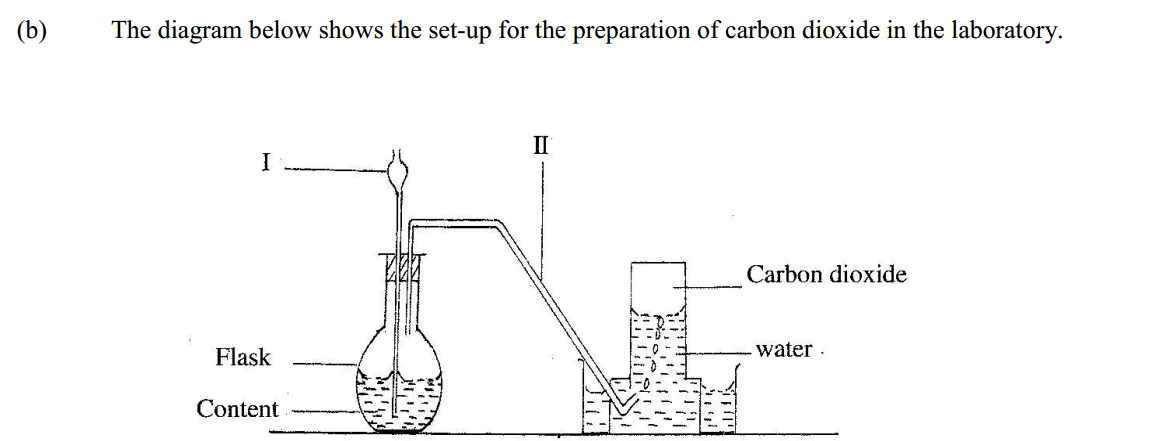 (b) The diagram below shows the set-up for the preparation of carbon dioxide in the laboratory.
II
I
Carbon dioxide
water
Flask
Content